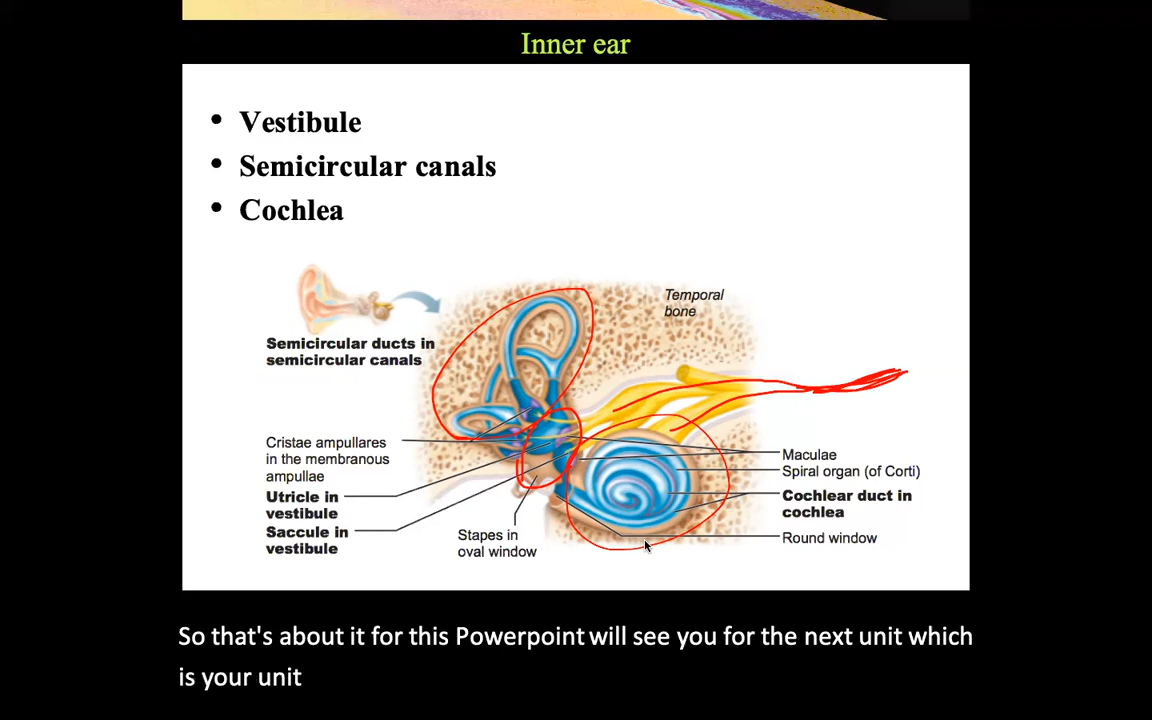 Inner ear
• Vestibule
• Semicircular canals
• Cochlea
Temporal
bone
Semicircular ducts in
semicircular canals
Cristae ampullares
in the membranous
ampullae
Utricle in
vestibule
Saccule in
vestibule
Stapes in
oval window
Maculae
Spiral organ (of Corti)
Cochlear duct in
cochlea
Round window
So that's about it for this Powerpoint will see you for the next unit which
is your unit